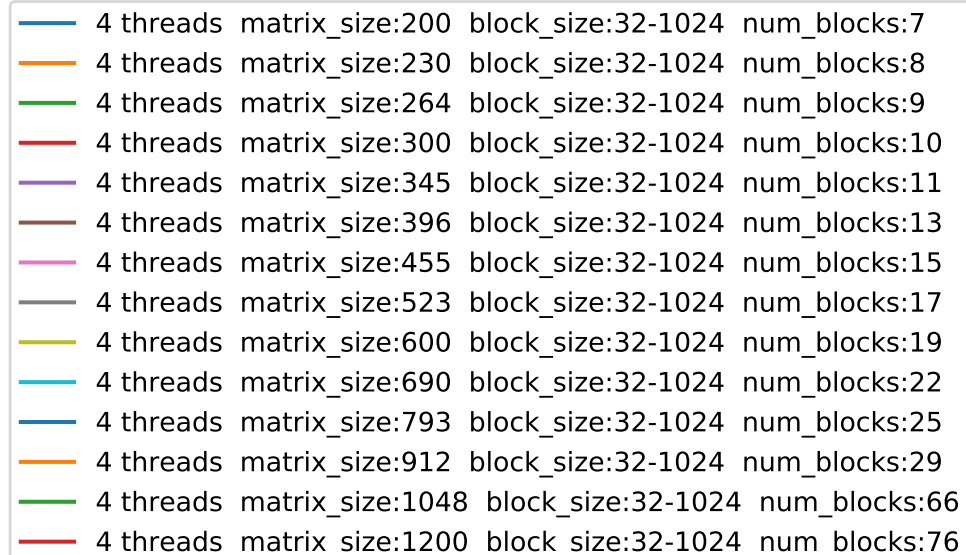 4 threads matrix_size:200 block_size:32-1024 num_blocks:7
4 threads matrix_size:230 block_size:32-1024 num_blocks:8
4 threads matrix_size:264 block_size:32-1024 num_blocks:9
4 threads matrix_size:300 block_size:32-1024 num_blocks:10
4 threads matrix_size:345 block_size:32-1024 num_blocks:11
4 threads matrix_size:396 block_size:32-1024 num_blocks:13
4 threads matrix_size:455 block_size:32-1024 num_blocks:15
4 threads matrix_size:523 block_size:32-1024 num_blocks:17
4 threads matrix_size:600 block_size:32-1024 num_blocks:19
4 threads matrix_size:690 block_size:32-1024 num_blocks:22
4 threads matrix_size:793 block_size:32-1024 num_blocks:25
4 threads matrix_size:912 block_size:32-1024 num_blocks:29
4 threads matrix_size:1048 block_size:32-1024 num_blocks:66
4 threads matrix_size:1200 block_size:32-1024 num_blocks:76